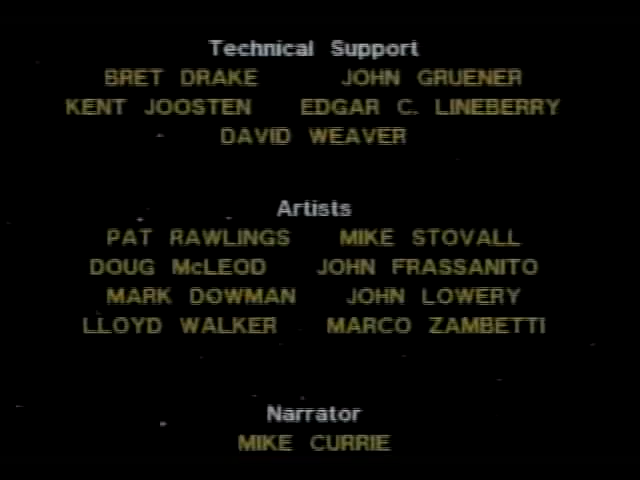 Technical Support
BRET DRAKE JOHN GRUENER
KENT JOOSTEN EDGAR C. LINEBERRY
DAVID WEAVER
Artists
PAT RAWLINGS MIKE STOVALL
DOUG McLEOD JOHN FRASSANITO
MARK DOWMAN JOHN LOWERY
LLOYD WALKER MARCO ZAMBETTI
Narrator
MIKE CURRIE